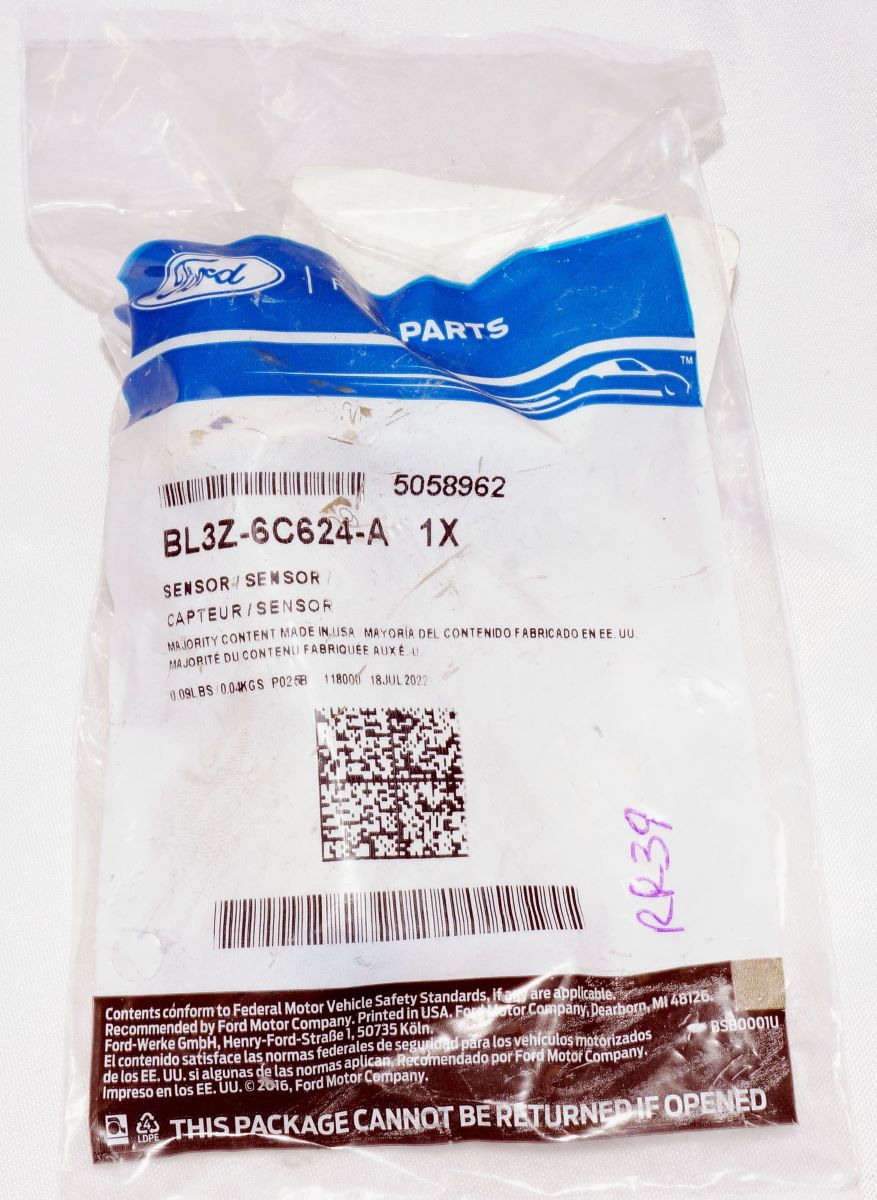 Ford
PARTS
TM
5058962
BL3Z-6C624-A 1X
SENSOR / SENSOR /
CAPTEUR / SENSOR
MAJORITY CONTENT MADE IN USA MAYORÍA DEL CONTENIDO FABRICADO EN EE. UU.
MAJORITÉ DU CONTENU FABRIQUÉE AUX É. U.
0.09LBS/0.04KGS P025B 118000 18JUL2022
RR39
Contents conform to Federal Motor Vehicle Safety Standards, if any are applicable.
Recommended by Ford Motor Company. Printed in USA. Ford Motor Company, Dearborn, MI 48126.
Ford-Werke GmbH, Henry-Ford-Straße 1, 50735 Köln.
BSB0001U
El contenido satisface las normas federales de seguridad para los vehículos motorizados
de los EE. UU. si algunas de las normas aplican. Recomendado por Ford Motor Company.
Impreso en los EE. UU. © 2016, Ford Motor Company.
4
LDPE
THIS PACKAGE CANNOT BE RETURNED IF OPENED